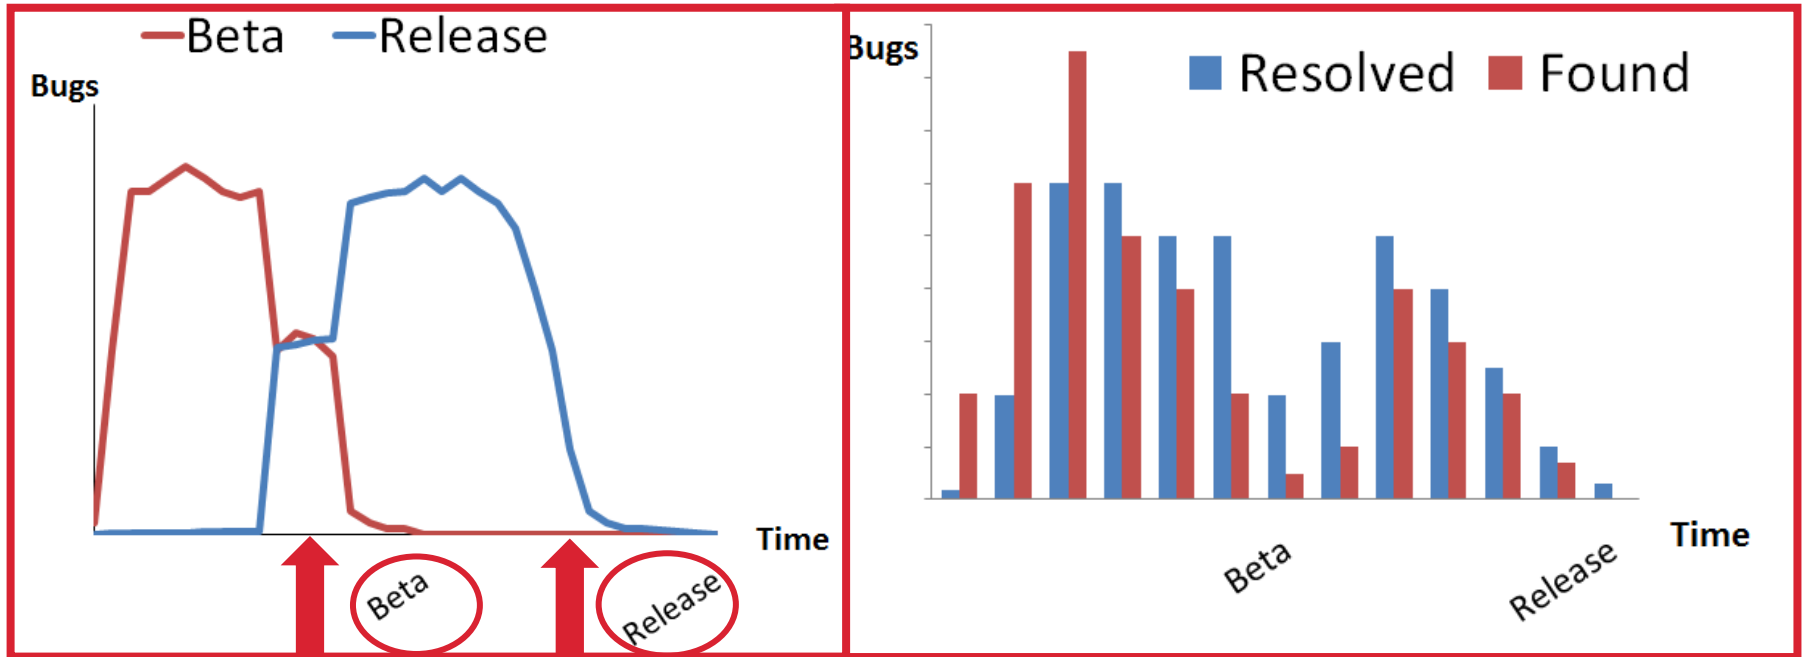 Beta Release
Bugs
Time
Beta
Release
Bugs
Resolved Found
Time
Beta
Release